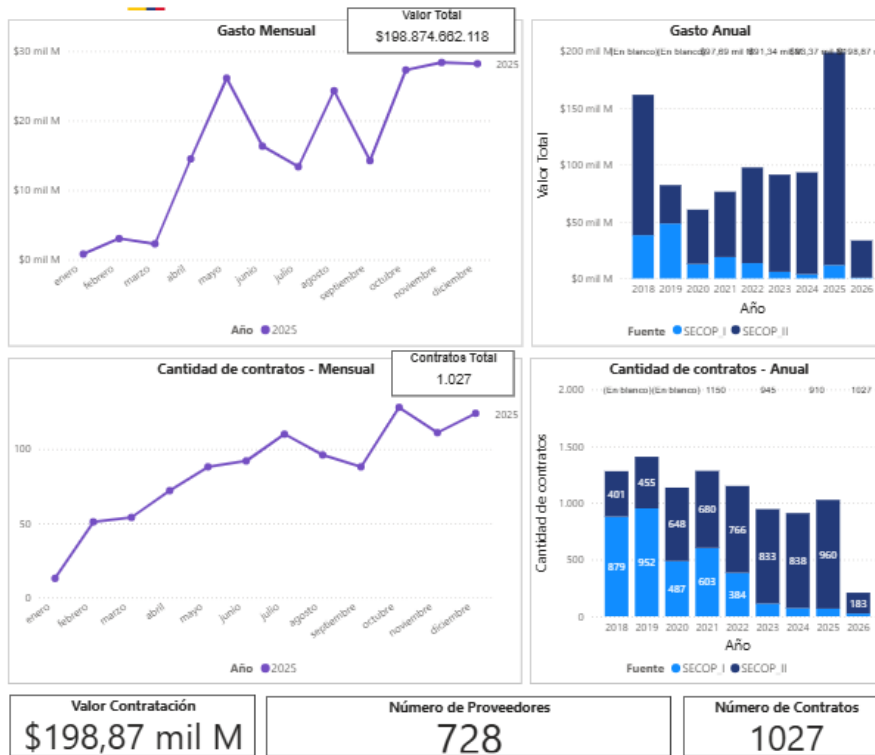 Gasto Mensual
Valor Total
$198.874.662.118
$30 mil M
$20 mil M
$10 mil M
$0 mil M
2025
enero
febrero
marzo
abril
mayo
junio
julio
agosto
septiembre
octubre
noviembre
diciembre
Año 2025
Gasto Anual
$200 mil M
(En blanco) (En blanco)
$150 mil M
$100 mil M
$50 mil M
$0 mil M
Valor Total
2018 2019 2020 2021 2022 2023 2024 2025 2026
Año
Fuente SECOP_I SECOP_II
Cantidad de contratos - Mensual
Contratos Total
1.027
100
50
0
2025
enero
febrero
marzo
abril
mayo
junio
julio
agosto
septiembre
octubre
noviembre
diciembre
Año 2025
Cantidad de contratos - Anual
2.000
(En blanco) (En blanco) 1150 945 910 1027
1.500
1.000
500
0
Cantidad de contratos
401 455 648 680 766 833 838 960 183
879 952 487 603 384
2018 2019 2020 2021 2022 2023 2024 2025 2026
Año
Fuente SECOP_I SECOP_II
Valor Contratación
$198,87 mil M
Número de Proveedores
728
Número de Contratos
1027